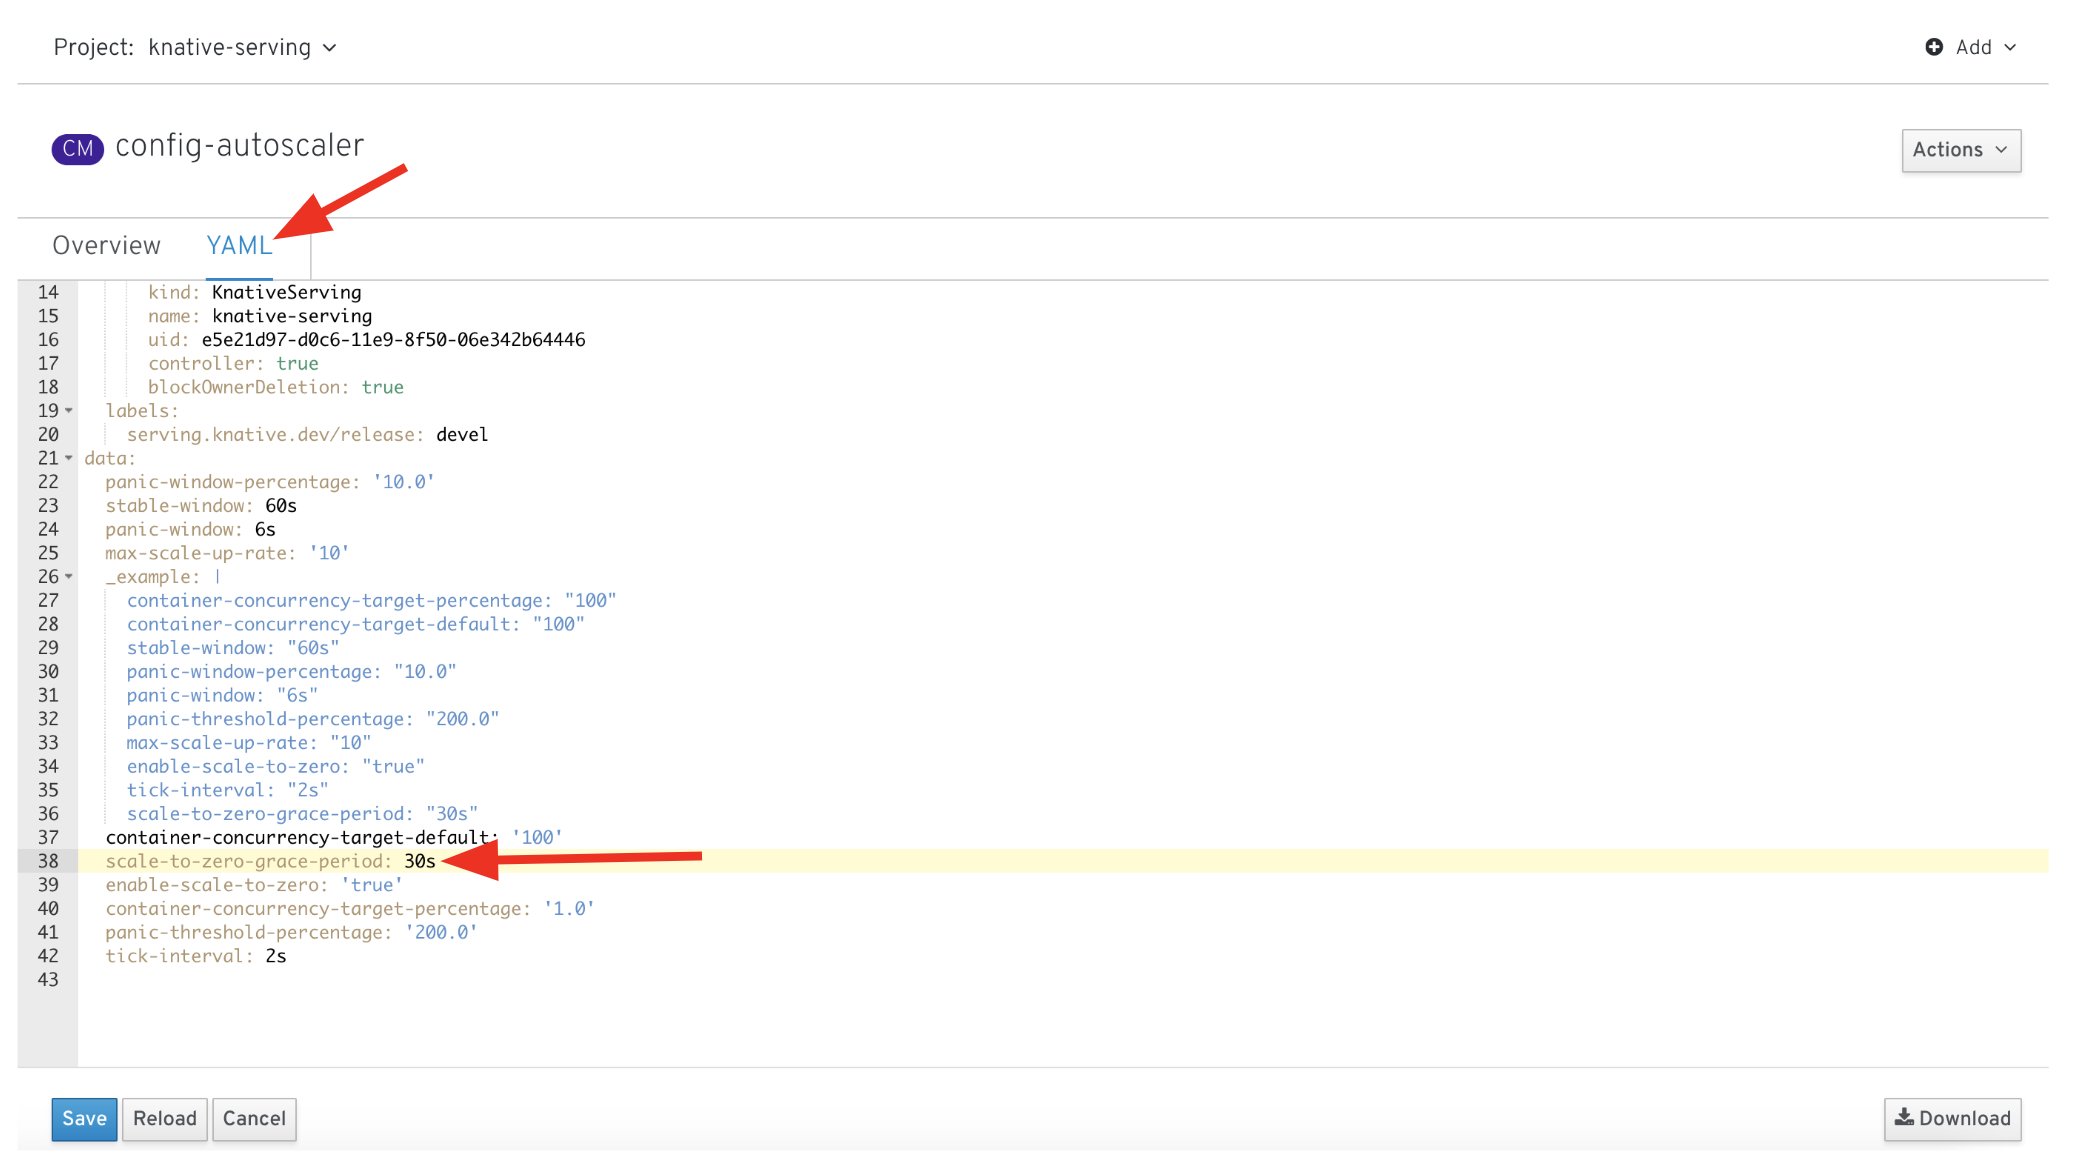 Project: knative-serving
Add
CM config-autoscaler
Actions
Overview YAML
14 kind: KnativeServing
15 name: knative-serving
16 uid: e5e21d97-d0c6-11e9-8f50-06e342b64446
17 controller: true
18 blockOwnerDeletion: true
19 labels:
20 serving.knative.dev/release: devel
21 data:
22 panic-window-percentage: '10.0'
23 stable-window: 60s
24 panic-window: 6s
25 max-scale-up-rate: '10'
26 _example: |
27 container-concurrency-target-percentage: "100"
28 container-concurrency-target-default: "100"
29 stable-window: "60s"
30 panic-window-percentage: "10.0"
31 panic-window: "6s"
32 panic-threshold-percentage: "200.0"
33 max-scale-up-rate: "10"
34 enable-scale-to-zero: "true"
35 tick-interval: "2s"
36 scale-to-zero-grace-period: "30s"
37 container-concurrency-target-default: '100'
38 scale-to-zero-grace-period: 30s
39 enable-scale-to-zero: 'true'
40 container-concurrency-target-percentage: '1.0'
41 panic-threshold-percentage: '200.0'
42 tick-interval: 2s
43
Save Reload Cancel
Download